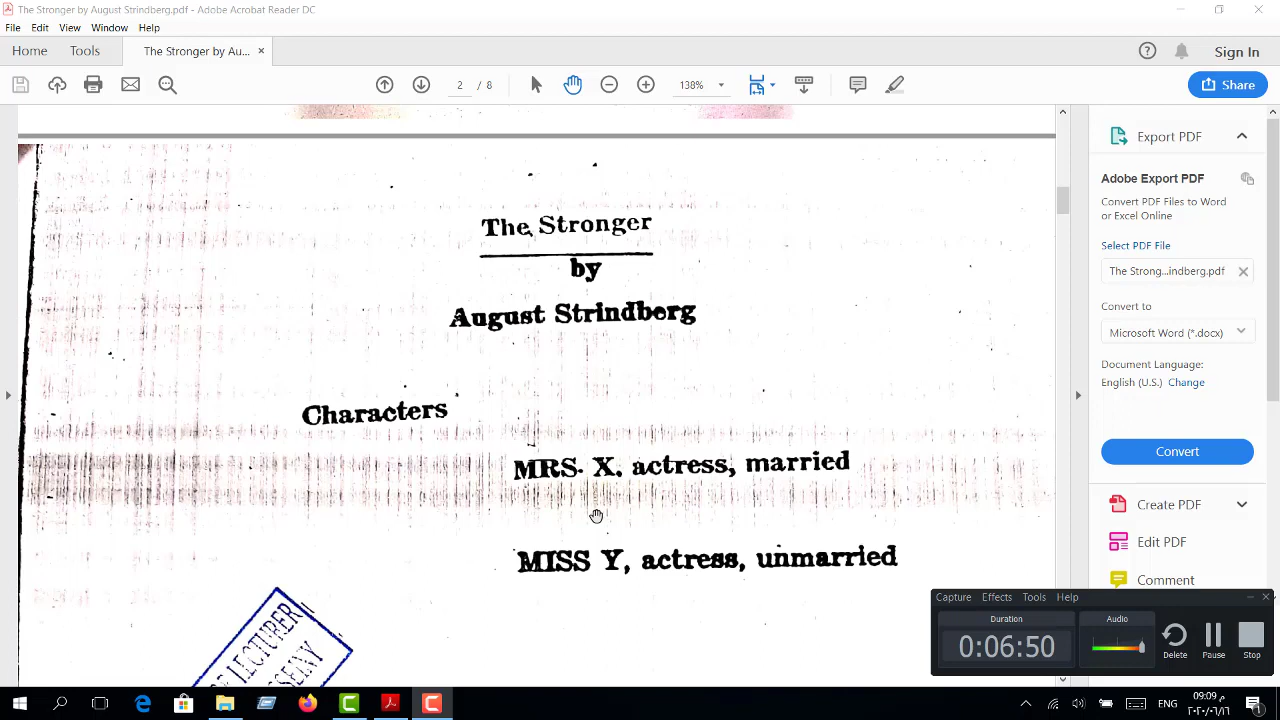 The Stronger by August Strindberg.pdf - Adobe Acrobat Reader DC
File Edit View Window Help
Home Tools The Stronger by Au... ×
Sign In
2 / 8
138%
Share
The Stronger
by
August Strindberg
Characters
MRS. X. actress, married
MISS Y, actress, unmarried
LECTURER
Export PDF
Adobe Export PDF
Convert PDF Files to Word
or Excel Online
Select PDF File
The Strong...indberg.pdf
Convert to
Microsoft Word (*.docx)
Document Language:
English (U.S.) Change
Convert
Create PDF
Edit PDF
Comment
Capture Effects Tools Help
Duration
0:06:50
Audio
Delete Pause Stop
ENG
09:09 م